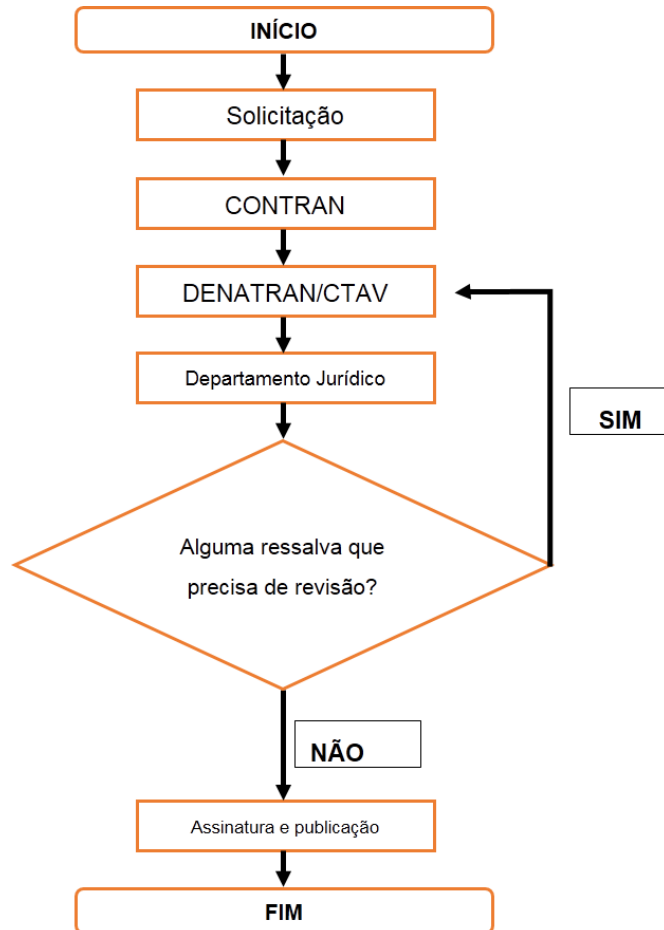 INÍCIO
Solicitação
CONTRAN
DENATRAN/CTAV
Departamento Jurídico
SIM
Alguma ressalva que
precisa de revisão?
NÃO
Assinatura e publicação
FIM